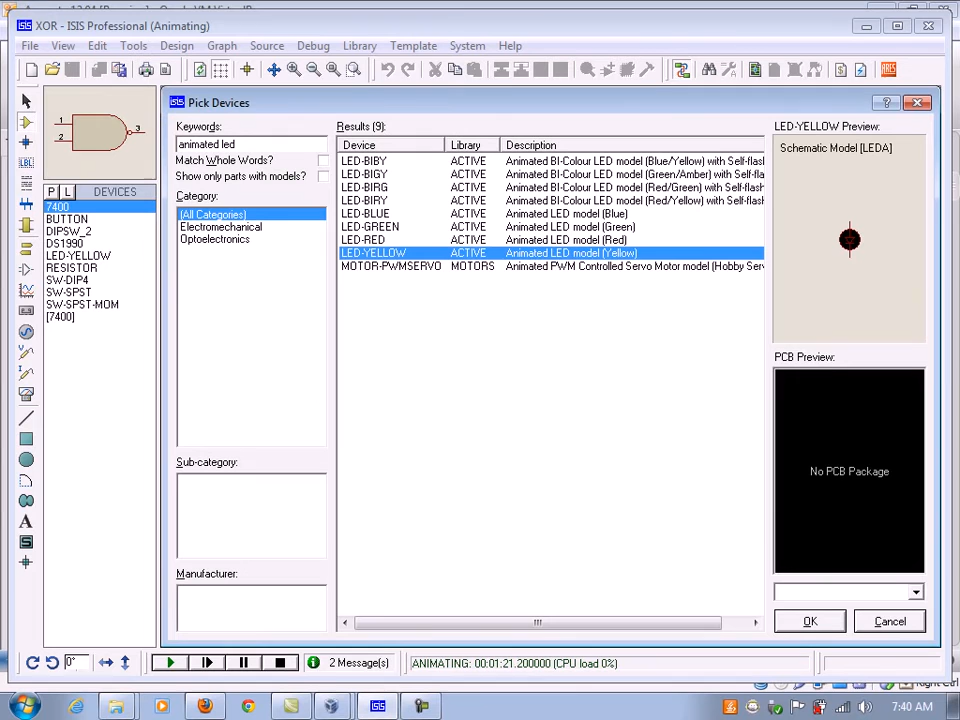 XOR - ISIS Professional (Animating)
File View Edit Tools Design Graph Source Debug Library Template System Help
Pick Devices
Keywords:
animated led
Match Whole Words?
Show only parts with models?
Category:
(All Categories)
Electromechanical
Optoelectronics
Sub-category:
Manufacturer:
Results (9):
Device Library Description
LED-BIBY ACTIVE Animated BI-Colour LED model (Blue/Yellow) with Self-flash
LED-BIGY ACTIVE Animated BI-Colour LED model (Green/Amber) with Self-flas
LED-BIRG ACTIVE Animated BI-Colour LED model (Red/Green) with Self-flash
LED-BIRY ACTIVE Animated BI-Colour LED model (Red/Yellow) with Self-flas
LED-BLUE ACTIVE Animated LED model (Blue)
LED-GREEN ACTIVE Animated LED model (Green)
LED-RED ACTIVE Animated LED model (Red)
LED-YELLOW ACTIVE Animated LED model (Yellow)
MOTOR-PWMSERVO MOTORS Animated PWM Controlled Servo Motor model (Hobby Ser
LED-YELLOW Preview:
Schematic Model [LEDA]
PCB Preview:
No PCB Package
OK Cancel
1
2
3
P L DEVICES
7400
BUTTON
DIPSW_2
DS1990
LED-YELLOW
RESISTOR
SW-DIP4
SW-SPST
SW-SPST-MOM
[7400]
LBL
A
S
ARES
0°
2 Message(s)
ANIMATING: 00:01:21.200000 (CPU load 0%)
7:40 AM